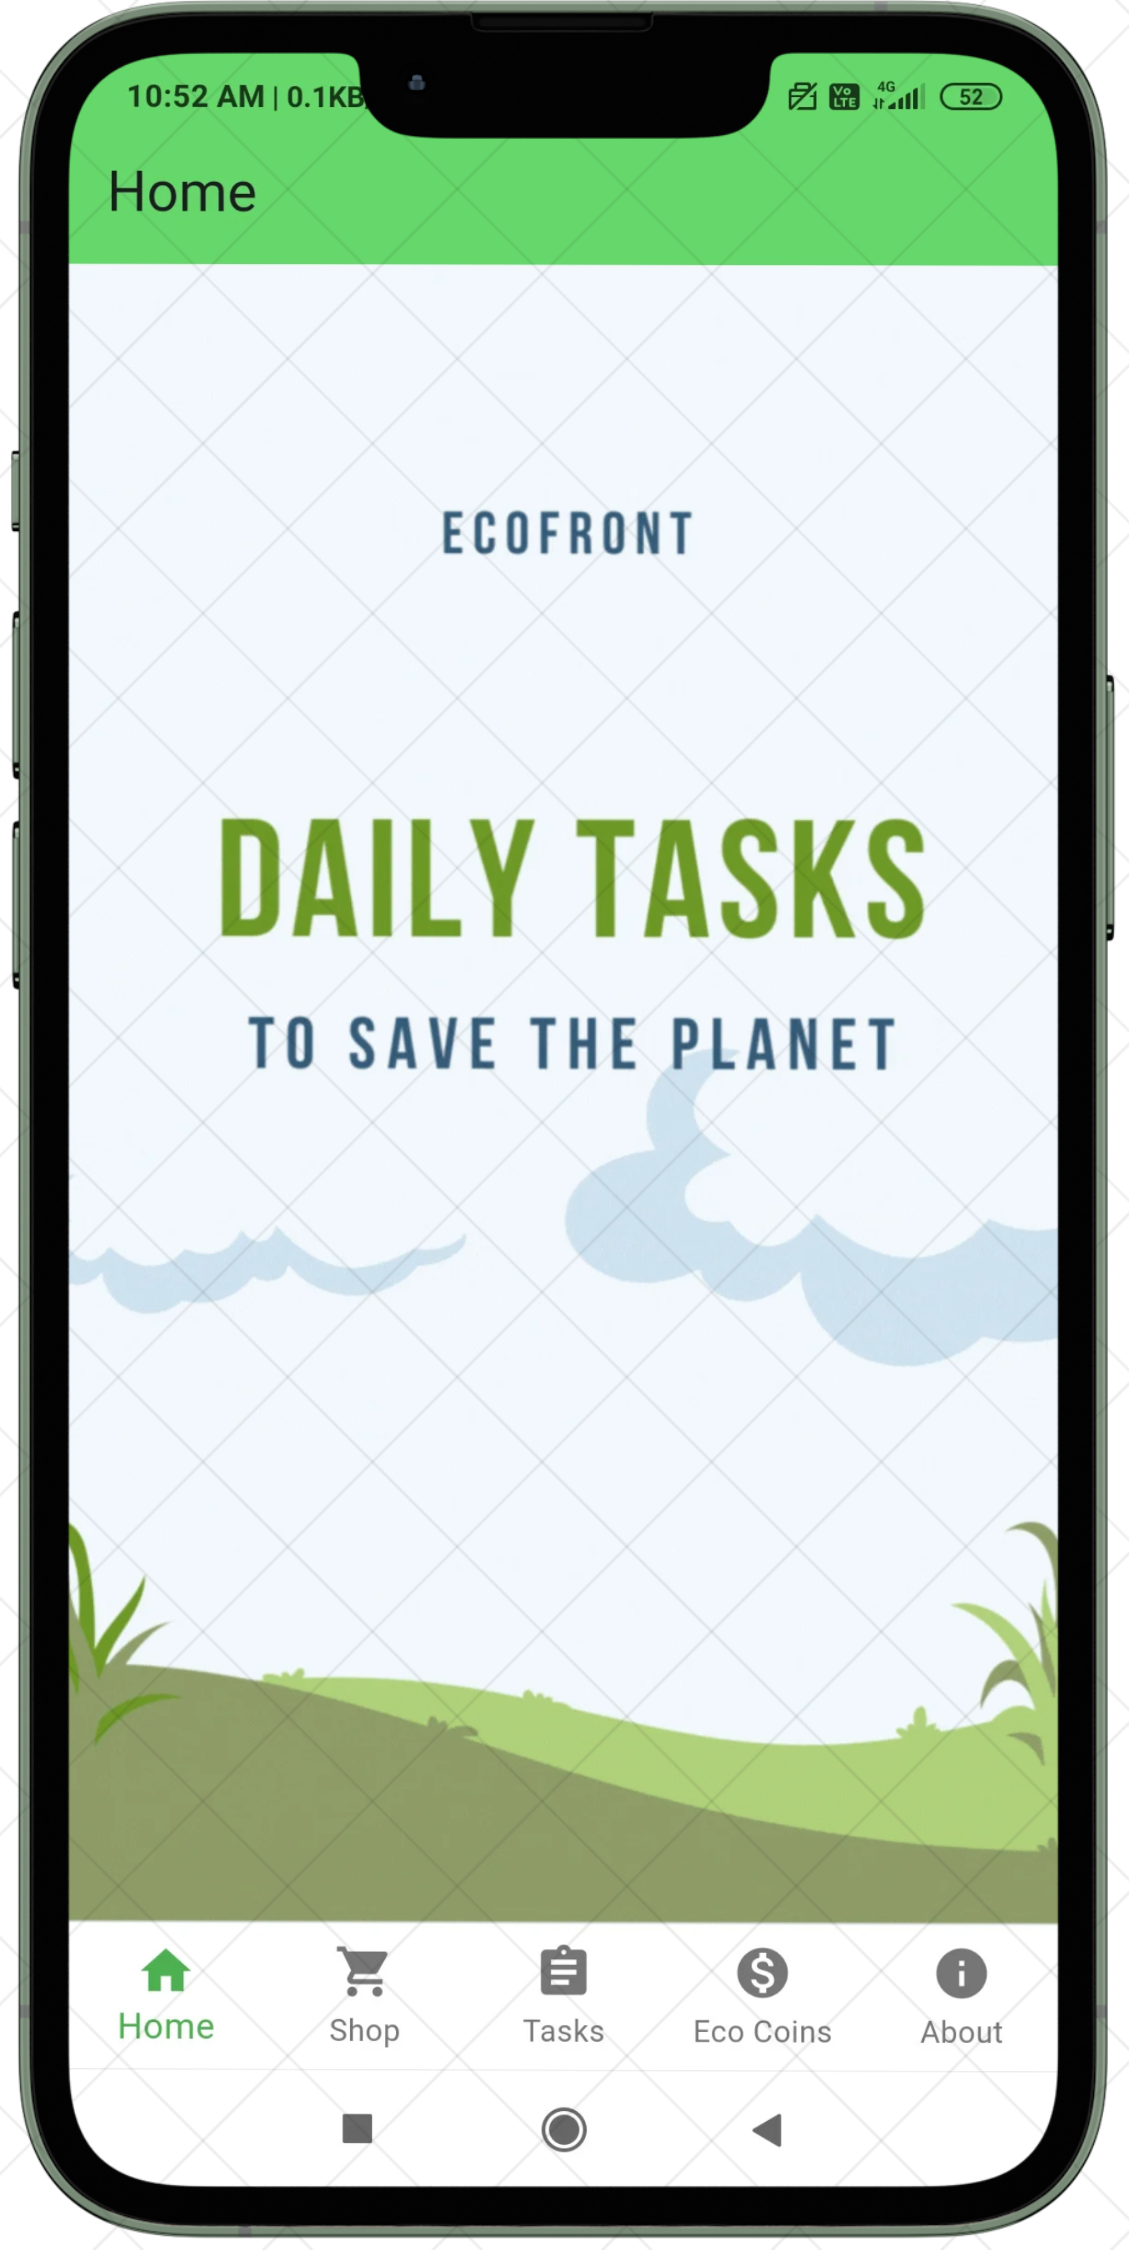 10:52 AM | 0.1KB
Vo LTE 4G 52
Home
ECOFRONT
DAILY TASKS
TO SAVE THE PLANET
Home Shop Tasks Eco Coins About